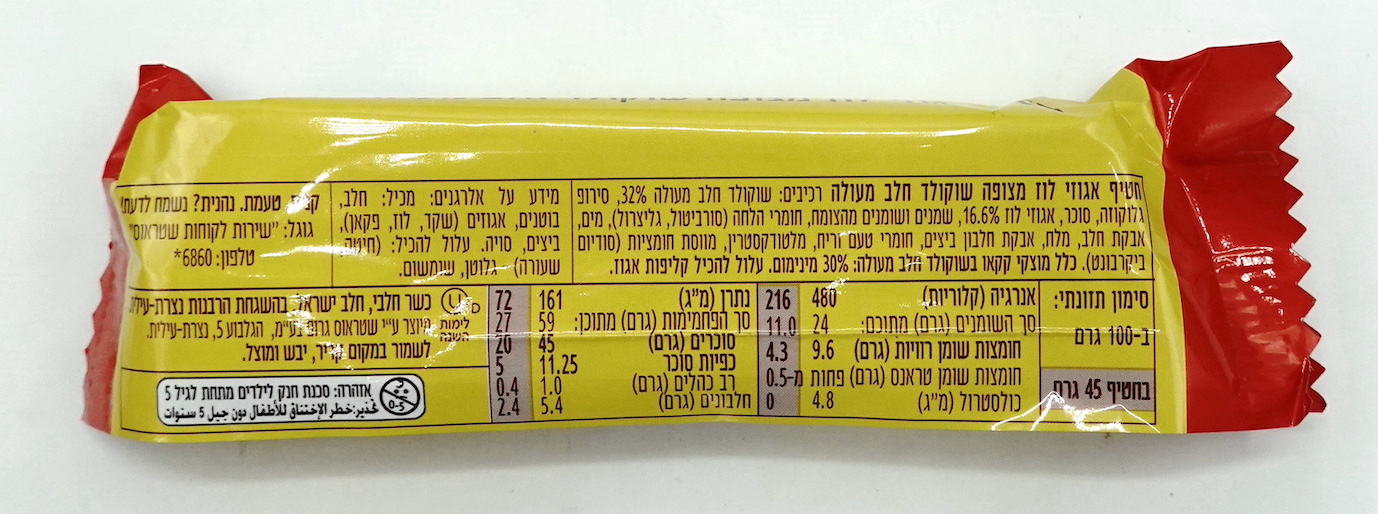 חטיף אגוזי לוז מצופה שוקולד חלב מעולה רכיבים: שוקולד חלב מעולה 32%, סירופ
גלוקוזה, סוכר, אגוזי לוז 16.6%, שמנים ושומנים מהצומח, חומרי הלחה (סורביטול, גליצרול), מים,
אבקת חלב, מלח, אבקת חלבון ביצים, חומרי טעם וריח, מלטודקסטרין, מווסת חומציות (סודיום
ביקרבונט). כלל מוצקי קקאו בשוקולד חלב מעולה: 30% מינימום. עלול להכיל קליפות אגוז.
מידע על אלרגנים: מכיל: חלב,
בוטנים, אגוזים (שקד, לוז, פקאן),
ביצים, סויה. עלול להכיל: (חיטה,
שעורה) גלוטן, שומשום.
טעמת. נהנית? נשמח לדעת!
גוגל: "שירות לקוחות שטראוס"
טלפון: 6860*
סימון תזונתי:
ב-100 גרם
בחטיף 45 גרם
אנרגיה (קלוריות) 480 216
סך השומנים (גרם) מתוכם: 24 11.0
חומצות שומן רוויות (גרם) 9.6 4.3
חומצות שומן טראנס (גרם) פחות מ-0.5
כולסטרול (מ"ג) 4.8 0
נתרן (מ"ג) 161 72
סך הפחמימות (גרם) מתוכן: 59 27
סוכרים (גרם) 45 20
כפיות סוכר 11.25 5
רב כהלים (גרם) 1.0 0.4
חלבונים (גרם) 5.4 2.4
U D
לימות
השנה
כשר חלבי, חלב ישראל, בהשגחת הרבנות נצרת-עילית.
מיוצר ע"י שטראוס גרופ בע"מ, הגלבוע 5, נצרת-עילית.
לשמור במקום קריר, יבש ומוצל.
0-5
אזהרה: סכנת חנק לילדים מתחת לגיל 5
تحذير: خطر الإختناق للأطفال دون جيل 5 سنوات